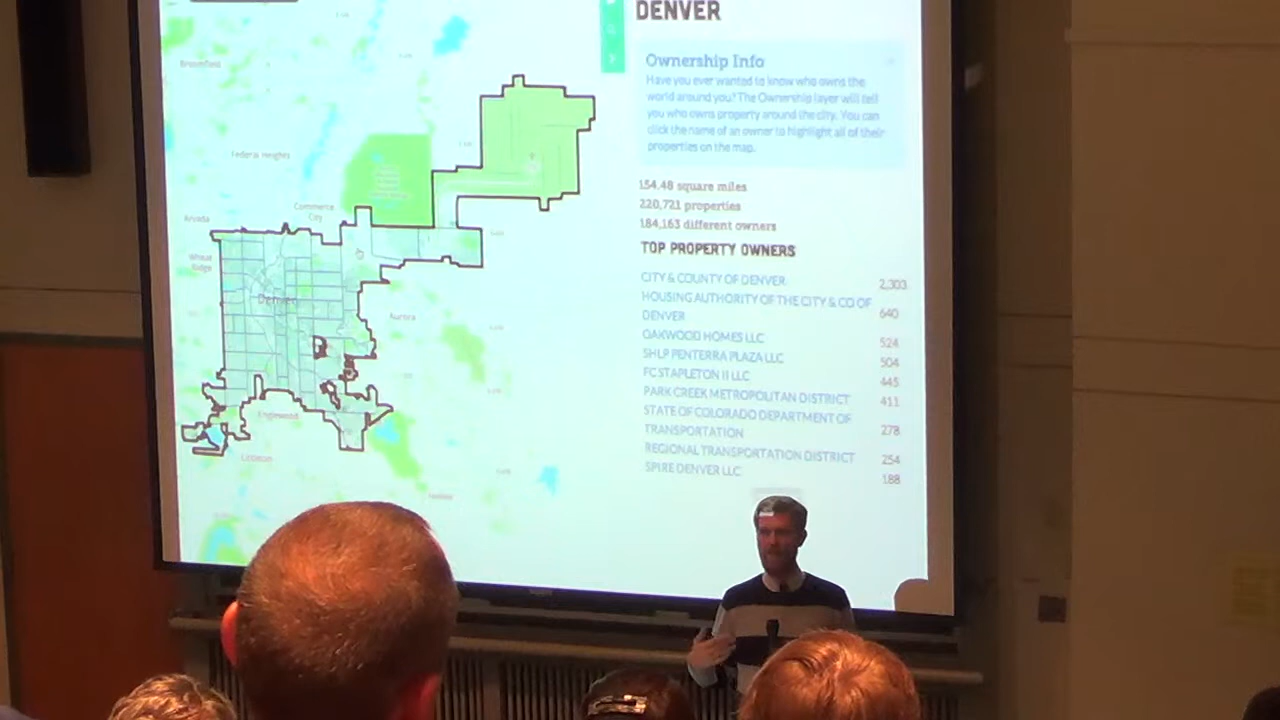 DENVER
Ownership Info
Have you ever wanted to know who owns the
world around you? The Ownership layer will tell
you who owns property around the city. You can
click the name of an owner to highlight all of their
properties on the map.
154.48 square miles
220,721 properties
184,163 different owners
TOP PROPERTY OWNERS
CITY & COUNTY OF DENVER 2,303
HOUSING AUTHORITY OF THE CITY & CO OF
DENVER 640
OAKWOOD HOMES LLC 524
SHLP PENTERRA PLAZA LLC 504
FC STAPLETON II LLC 445
PARK CREEK METROPOLITAN DISTRICT 411
STATE OF COLORADO DEPARTMENT OF
TRANSPORTATION 278
REGIONAL TRANSPORTATION DISTRICT 254
SPIRE DENVER LLC 188
Broomfield
Federal Heights
Commerce
City
Arvada
Wheat
Ridge
Denver
Aurora
Englewood
Littleton